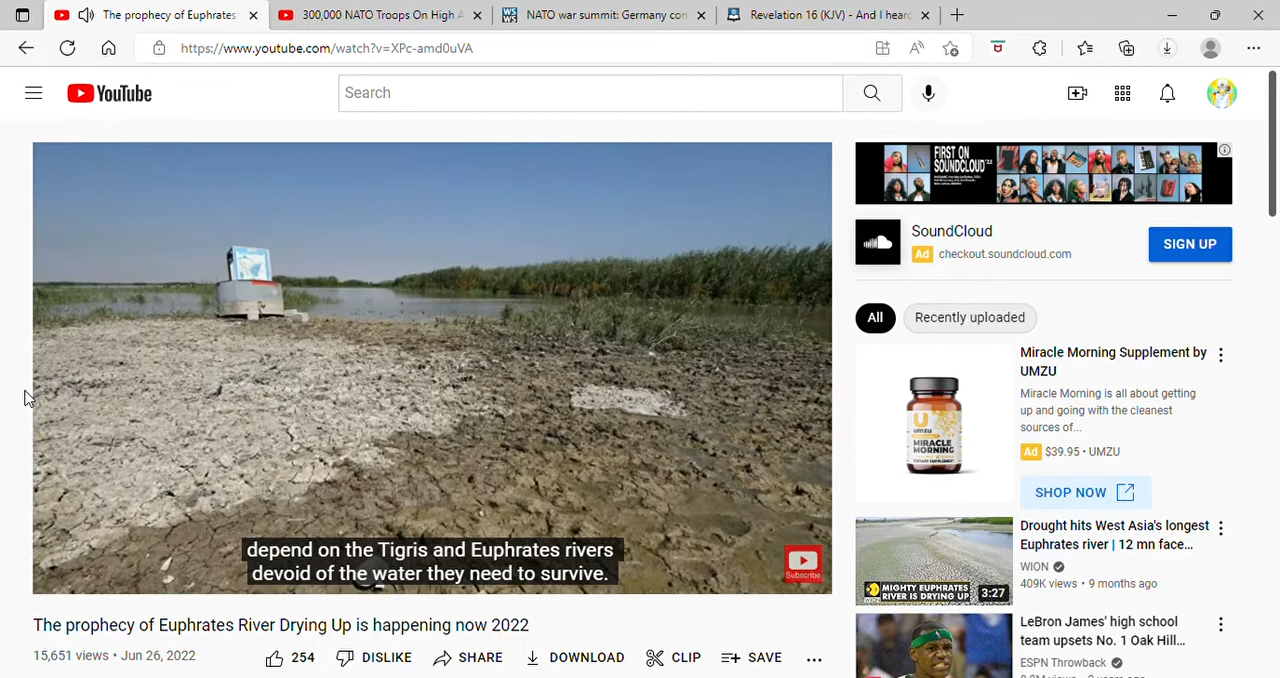 The prophecy of Euphrates
300,000 NATO Troops On High A
NATO war summit: Germany con
Revelation 16 (KJV) - And I heard
https://www.youtube.com/watch?v=XPc-amd0uVA
YouTube
Search
FIRST ON
SOUNDCLOUD
SoundCloud
Ad checkout.soundcloud.com
SIGN UP
All
Recently uploaded
Miracle Morning Supplement by
UMZU
Miracle Morning is all about getting
up and going with the cleanest
sources of...
Ad $39.95 • UMZU
SHOP NOW
umzu
MIRACLE
MORNING
depend on the Tigris and Euphrates rivers
devoid of the water they need to survive.
Subscribe
The prophecy of Euphrates River Drying Up is happening now 2022
15,651 views • Jun 26, 2022
254
DISLIKE
SHARE
DOWNLOAD
CLIP
SAVE
Drought hits West Asia's longest
Euphrates river | 12 mn face...
WION
409K views • 9 months ago
WION
MIGHTY EUPHRATES
RIVER IS DRYING UP
3:27
LeBron James' high school
team upsets No. 1 Oak Hill...
ESPN Throwback